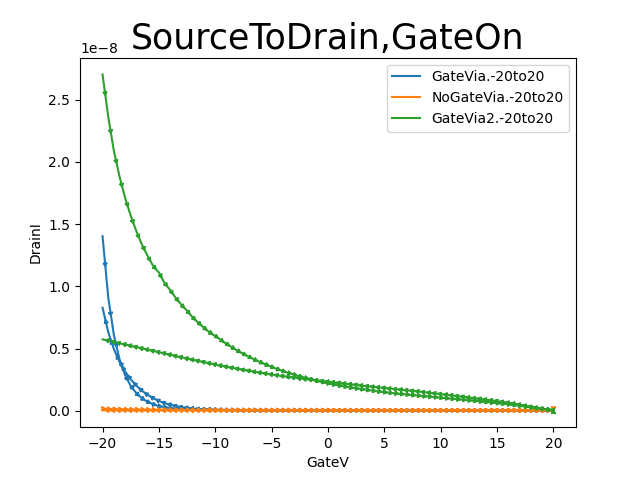 SourceToDrain,GateOn
1e−8
GateVia.-20to20
NoGateVia.-20to20
GateVia2.-20to20
2.5
2.0
1.5
1.0
0.5
0.0
DrainI
−20 −15 −10 −5 0 5 10 15 20
GateV